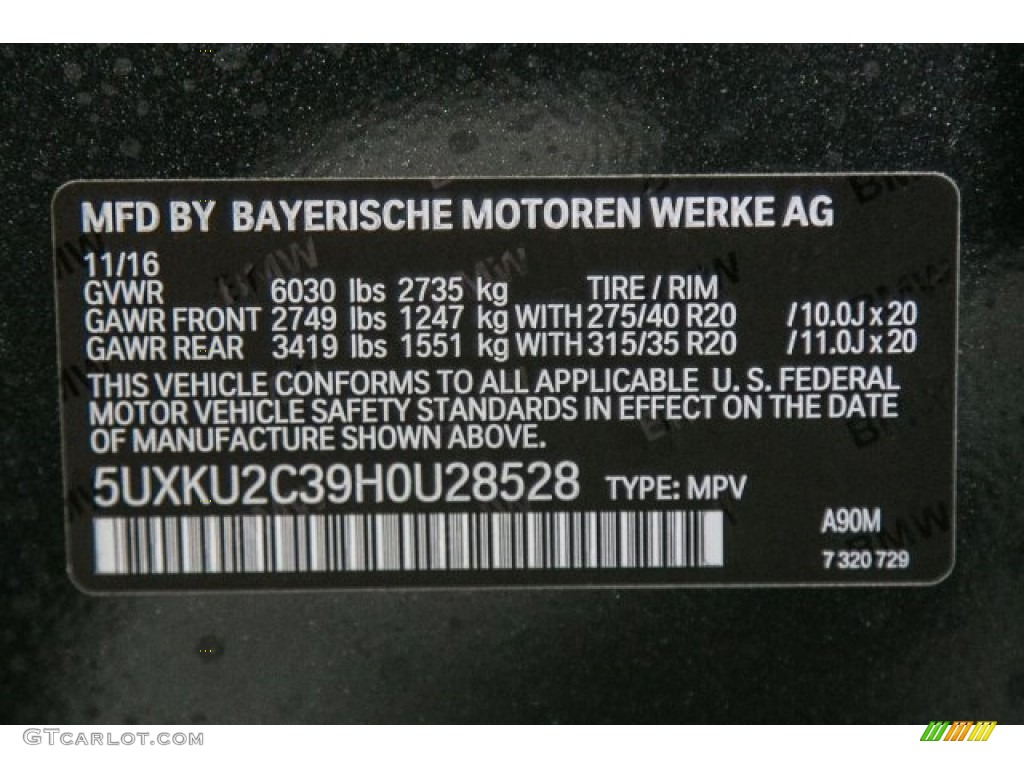 MFD BY BAYERISCHE MOTOREN WERKE AG
11/16
GVWR 6030 lbs 2735 kg TIRE / RIM
GAWR FRONT 2749 lbs 1247 kg WITH 275/40 R20 /10.0J x 20
GAWR REAR 3419 lbs 1551 kg WITH 315/35 R20 /11.0J x 20
THIS VEHICLE CONFORMS TO ALL APPLICABLE U. S. FEDERAL
MOTOR VEHICLE SAFETY STANDARDS IN EFFECT ON THE DATE
OF MANUFACTURE SHOWN ABOVE.
5UXKU2C39H0U28528 TYPE: MPV
A90M
7 320 729
GTCarLot.com